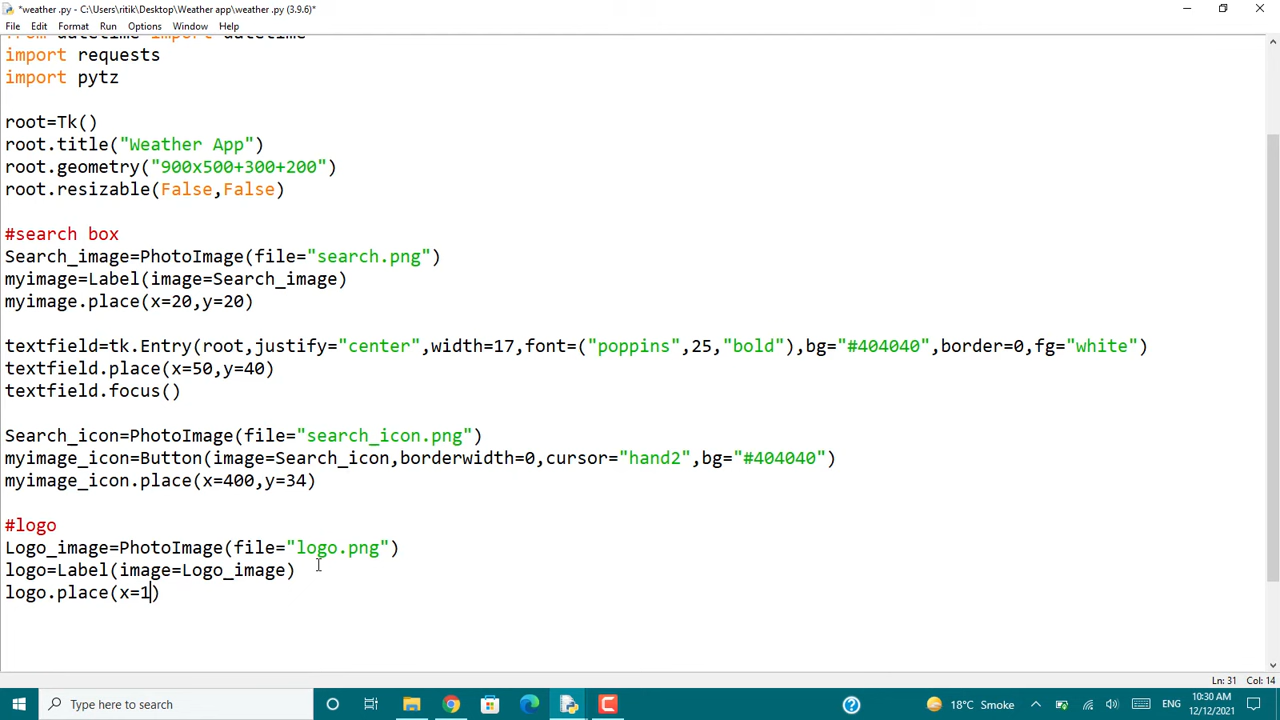 *weather .py - C:\Users\ritik\Desktop\Weather app\weather .py (3.9.6)*
File Edit Format Run Options Window Help
from datetime import datetime
import requests
import pytz
root=Tk()
root.title("Weather App")
root.geometry("900x500+300+200")
root.resizable(False,False)
#search box
Search_image=PhotoImage(file="search.png")
myimage=Label(image=Search_image)
myimage.place(x=20,y=20)
textfield=tk.Entry(root,justify="center",width=17,font=("poppins",25,"bold"),bg="#404040",border=0,fg="white")
textfield.place(x=50,y=40)
textfield.focus()
Search_icon=PhotoImage(file="search_icon.png")
myimage_icon=Button(image=Search_icon,borderwidth=0,cursor="hand2",bg="#404040")
myimage_icon.place(x=400,y=34)
#logo
Logo_image=PhotoImage(file="logo.png")
logo=Label(image=Logo_image)
logo.place(x=1)
Ln: 31 Col: 14
Type here to search
18°C Smoke
ENG
10:30 AM
12/12/2021